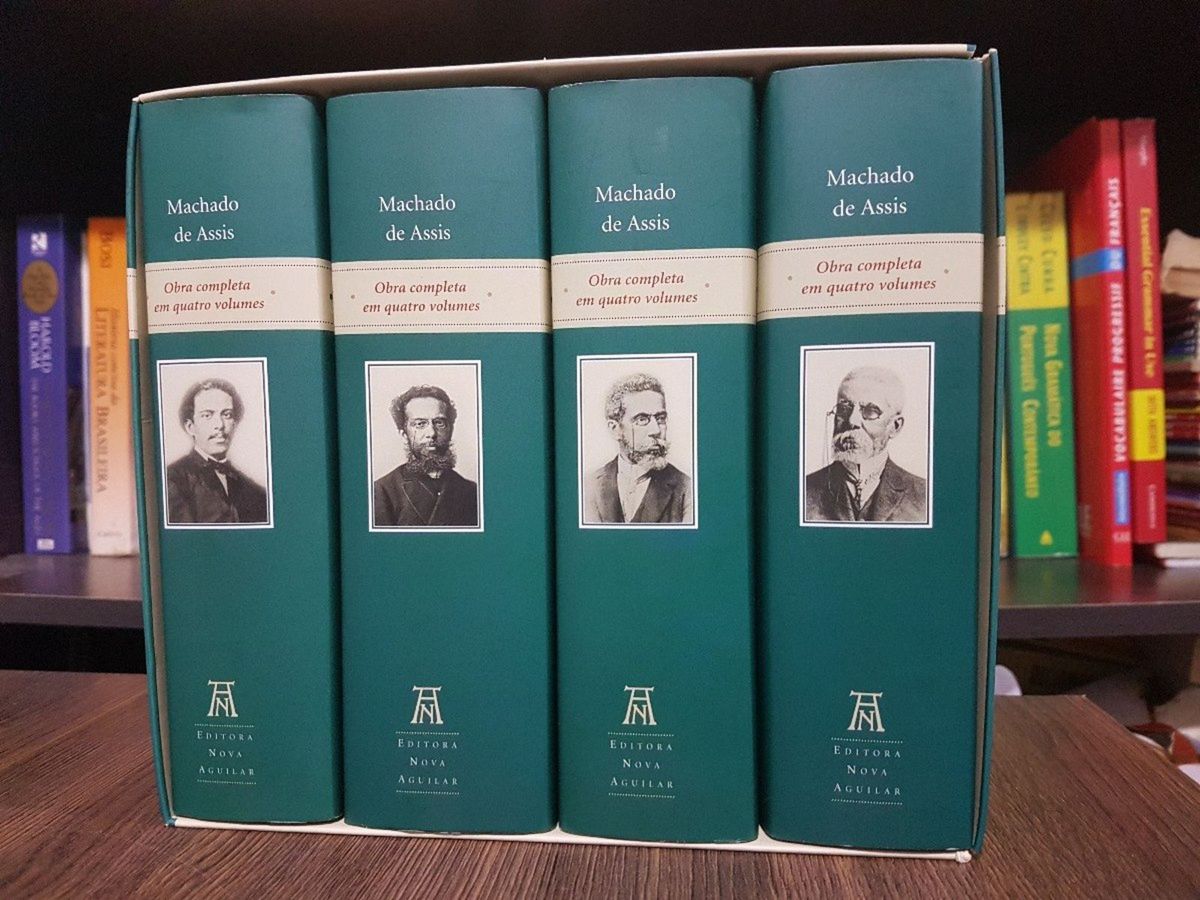 Machado
de Assis
Obra completa
em quatro volumes
EDITORA
NOVA
AGUILAR
Machado
de Assis
Obra completa
em quatro volumes
EDITORA
NOVA
AGUILAR
Machado
de Assis
Obra completa
em quatro volumes
EDITORA
NOVA
AGUILAR
Machado
de Assis
Obra completa
em quatro volumes
EDITORA
NOVA
AGUILAR
HAROLD
BLOOM
BOSI
LITERATURA BRASILEIRA
CELSO CUNHA
LINDLEY CINTRA
NOVA GRAMÁTICA DO
PORTUGUÊS CONTEMPORÂNEO
VOCABULAIRE PROGRESSIF DU FRANÇAIS
Essential Grammar in Use
WITH ANSWERS